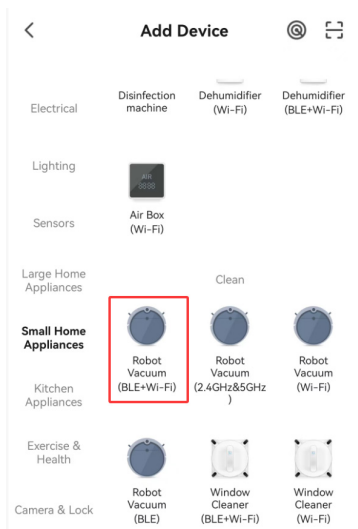 Add Device
Electrical
Lighting
Sensors
Large Home
Appliances
Small Home
Appliances
Kitchen
Appliances
Exercise &
Health
Camera & Lock
Disinfection
machine
Dehumidifier
(Wi-Fi)
Dehumidifier
(BLE+Wi-Fi)
AIR
8888
Air Box
(Wi-Fi)
Clean
Robot
Vacuum
(BLE+Wi-Fi)
Robot
Vacuum
(2.4GHz&5GHz
)
Robot
Vacuum
(Wi-Fi)
Robot
Vacuum
(BLE)
Window
Cleaner
(BLE+Wi-Fi)
Window
Cleaner
(Wi-Fi)